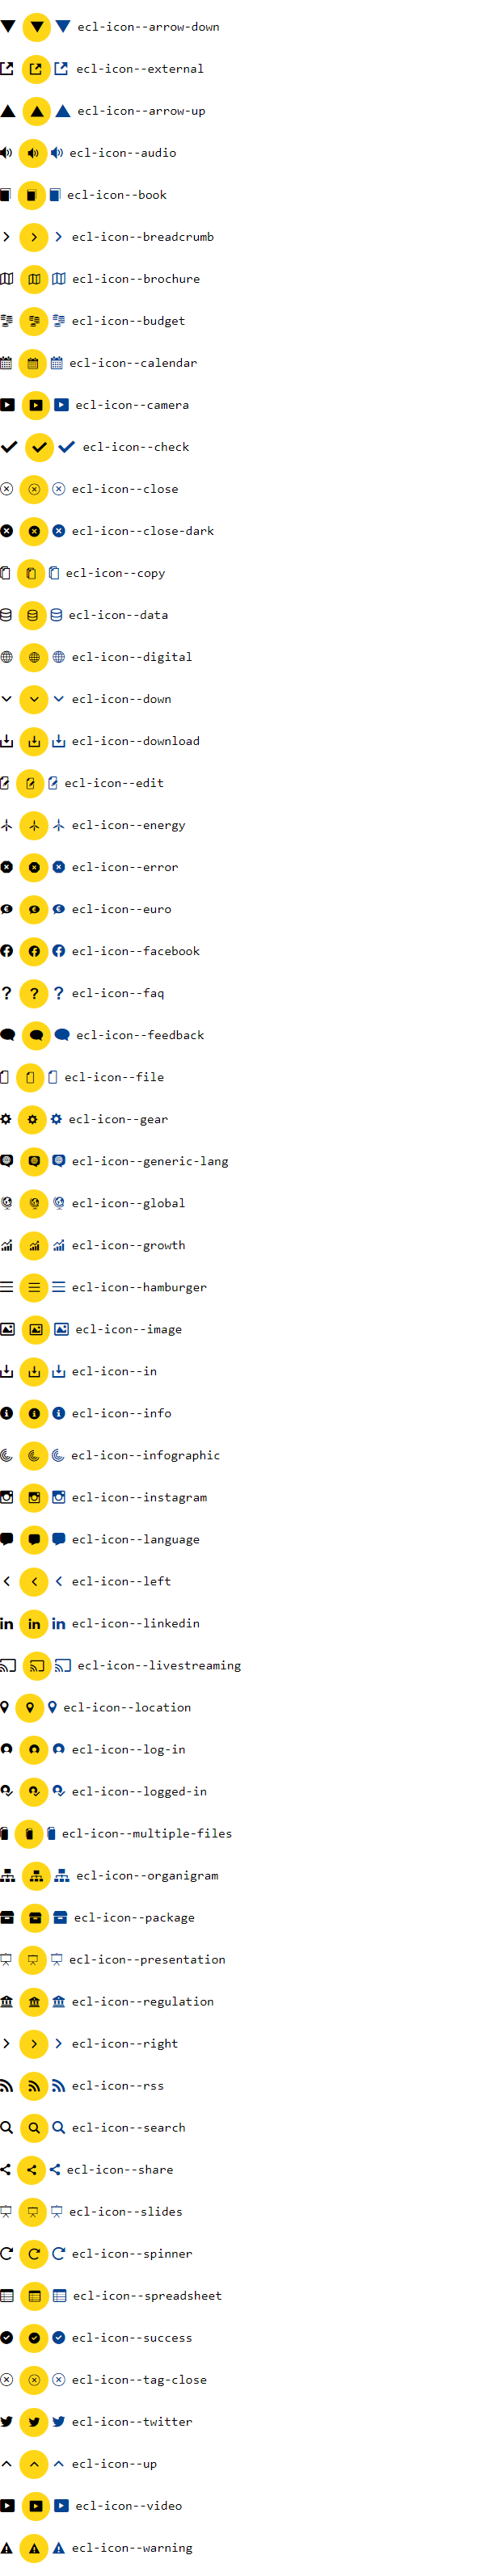 ecl-icon--arrow-down
ecl-icon--external
ecl-icon--arrow-up
ecl-icon--audio
ecl-icon--book
ecl-icon--breadcrumb
ecl-icon--brochure
ecl-icon--budget
ecl-icon--calendar
ecl-icon--camera
ecl-icon--check
ecl-icon--close
ecl-icon--close-dark
ecl-icon--copy
ecl-icon--data
ecl-icon--digital
ecl-icon--down
ecl-icon--download
ecl-icon--edit
ecl-icon--energy
ecl-icon--error
ecl-icon--euro
ecl-icon--facebook
ecl-icon--faq
ecl-icon--feedback
ecl-icon--file
ecl-icon--gear
ecl-icon--generic-lang
ecl-icon--global
ecl-icon--growth
ecl-icon--hamburger
ecl-icon--image
ecl-icon--in
ecl-icon--info
ecl-icon--infographic
ecl-icon--instagram
ecl-icon--language
ecl-icon--left
ecl-icon--linkedin
ecl-icon--livestreaming
ecl-icon--location
ecl-icon--log-in
ecl-icon--logged-in
ecl-icon--multiple-files
ecl-icon--organigram
ecl-icon--package
ecl-icon--presentation
ecl-icon--regulation
ecl-icon--right
ecl-icon--rss
ecl-icon--search
ecl-icon--share
ecl-icon--slides
ecl-icon--spinner
ecl-icon--spreadsheet
ecl-icon--success
ecl-icon--tag-close
ecl-icon--twitter
ecl-icon--up
ecl-icon--video
ecl-icon--warning